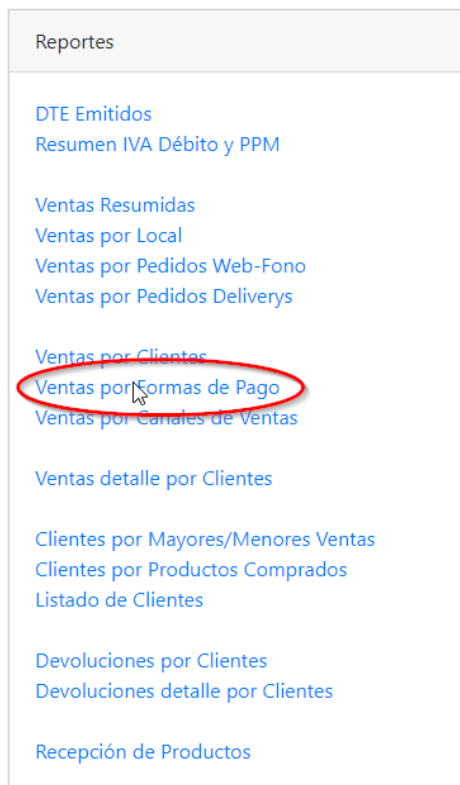 Reportes
DTE Emitidos
Resumen IVA Débito y PPM
Ventas Resumidas
Ventas por Local
Ventas por Pedidos Web-Fono
Ventas por Pedidos Deliverys
Ventas por Clientes
Ventas por Formas de Pago
Ventas por Canales de Ventas
Ventas detalle por Clientes
Clientes por Mayores/Menores Ventas
Clientes por Productos Comprados
Listado de Clientes
Devoluciones por Clientes
Devoluciones detalle por Clientes
Recepción de Productos